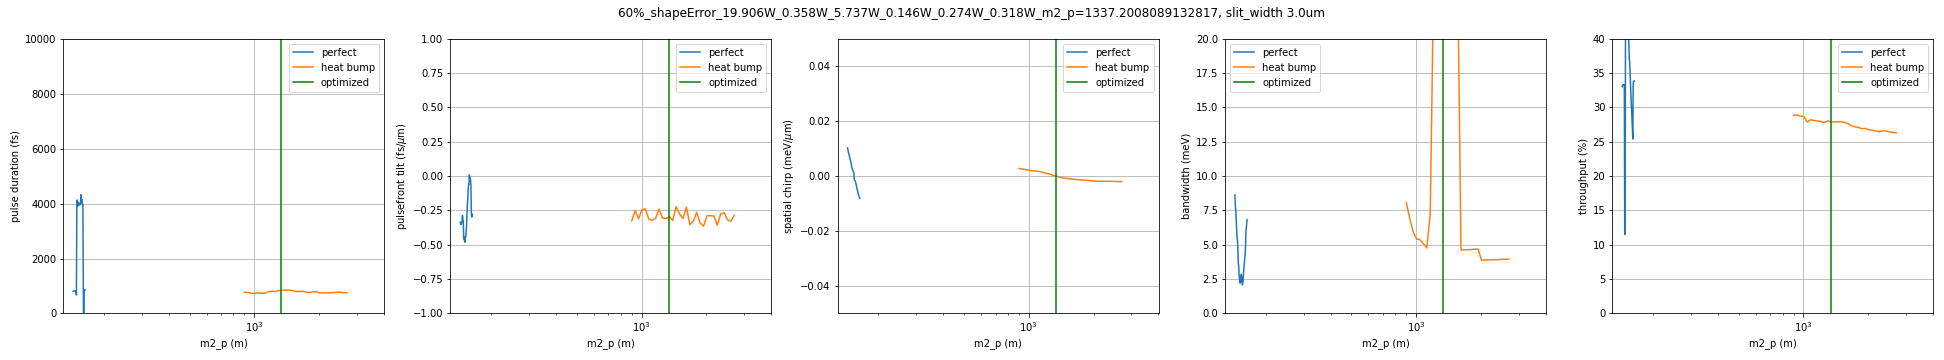 60%_shapeError_19.906W_0.358W_5.737W_0.146W_0.274W_0.318W_m2_p=1337.2008089132817, slit_width 3.0um
pulse duration (fs)
10000
8000
6000
4000
2000
0
perfect
heat bump
optimized
10³
m2_p (m)
pulsefront tilt (fs/μm)
1.00
0.75
0.50
0.25
0.00
−0.25
−0.50
−0.75
−1.00
perfect
heat bump
optimized
10³
m2_p (m)
spatial chirp (meV/μm)
0.04
0.02
0.00
−0.02
−0.04
perfect
heat bump
optimized
10³
m2_p (m)
bandwidth (meV)
20.0
17.5
15.0
12.5
10.0
7.5
5.0
2.5
0.0
perfect
heat bump
optimized
10³
m2_p (m)
throughput (%)
40
35
30
25
20
15
10
5
0
perfect
heat bump
optimized
10³
m2_p (m)